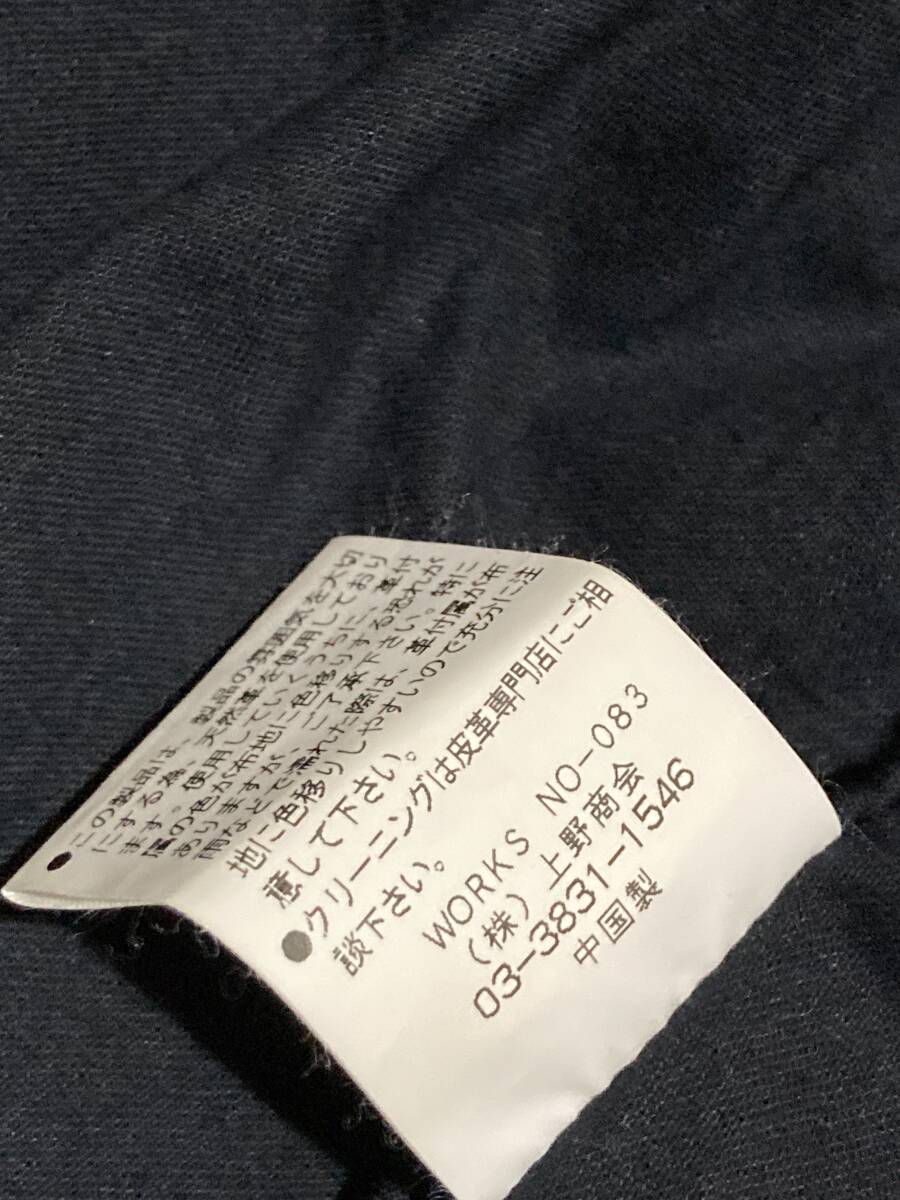 ●この製品は、製品の雰囲気を大切
にする為、天然革を使用しており
ます。使用していくうちに、革付
属の色が布地に色移りする恐れが
ありますが、ご了承下さい。特に
雨などで濡れた際は、革付属が布
地に色移りしやすいので充分に注
意して下さい。
●クリーニングは皮革専門店にご相
談下さい。
WORKS NO-083
(株)上野商会
03-3831-1546
中国製